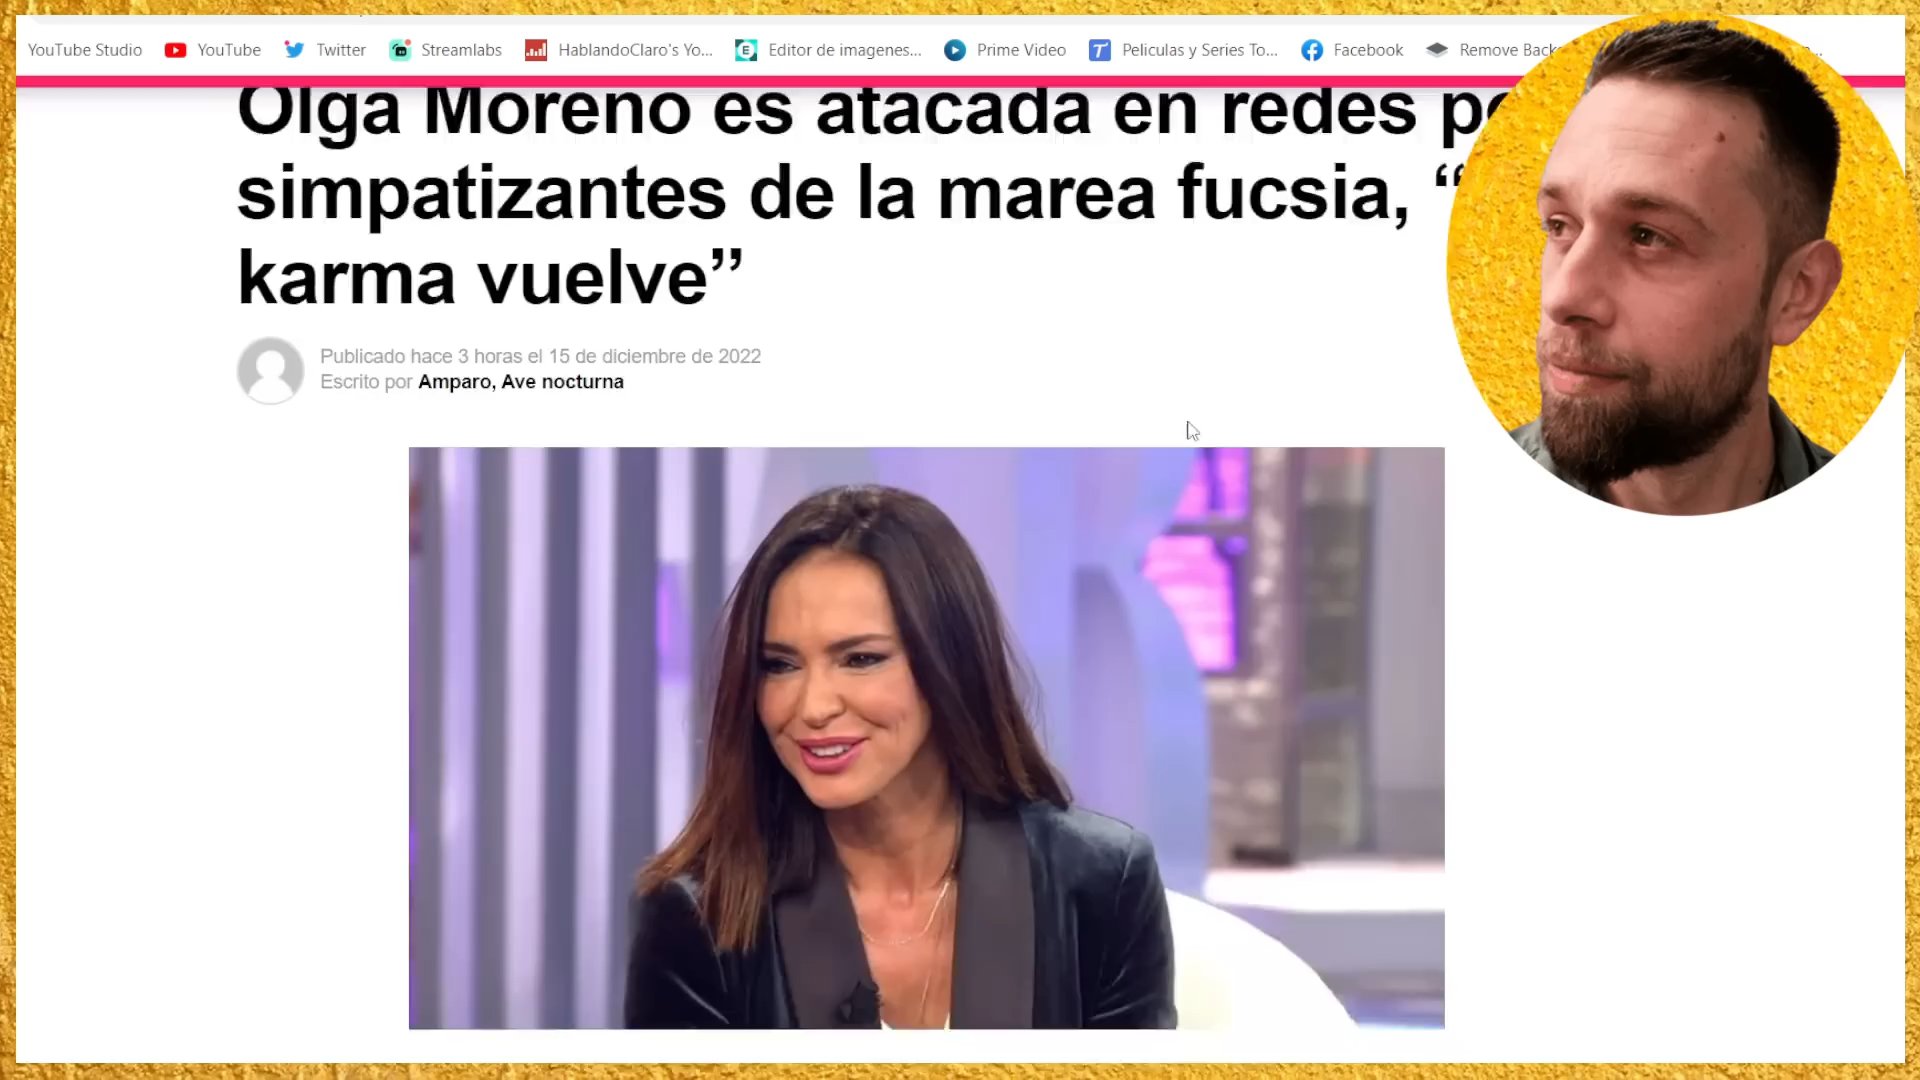 YouTube Studio YouTube Twitter Streamlabs HablandoClaro's Yo... Editor de imagenes... Prime Video Peliculas y Series To... Facebook Remove
Olga Moreno es atacada en redes
simpatizantes de la marea fucsia, “
karma vuelve”
Publicado hace 3 horas el 15 de diciembre de 2022
Escrito por Amparo, Ave nocturna